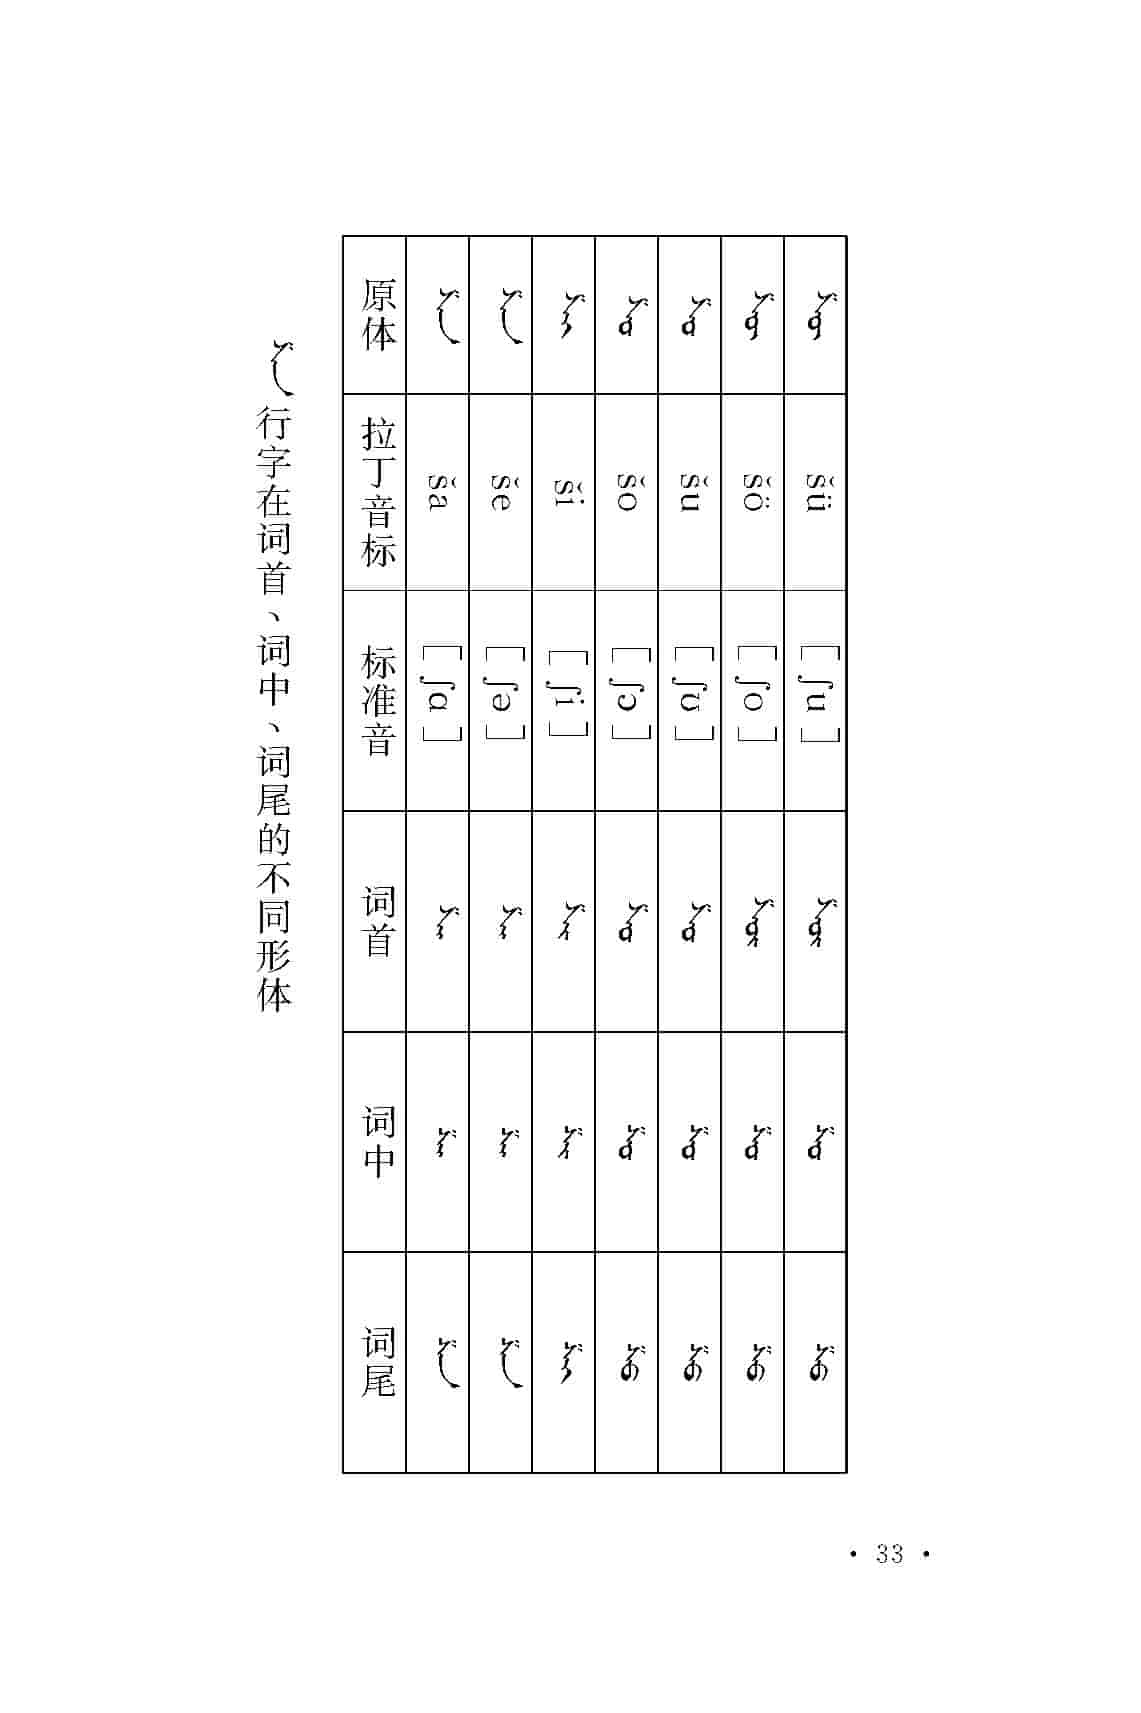 ᠱᠠ 行字在词首、词中、词尾的不同形体
原体 ᠱᠠ ᠱᠡ ᠱᠢ ᠱᠣ ᠱᠤ ᠱᠥ ᠱᠦ
拉丁音标 ša še ši šo šu šö šü
标准音 [ʃɑ] [ʃə] [ʃi] [ʃɔ] [ʃʊ] [ʃo] [ʃu]
词首 ᠱᠠ‍ ᠱᠡ‍ ᠱᠢ‍ ᠱᠣ‍ ᠱᠤ‍ ᠱᠥ‍ ᠱᠦ‍
词中 ‍ᠱᠠ‍ ‍ᠱᠡ‍ ‍ᠱᠢ‍ ‍ᠱᠣ‍ ‍ᠱᠤ‍ ‍ᠱᠥ‍ ‍ᠱᠦ‍
词尾 ‍ᠱᠠ ‍ᠱᠡ ‍ᠱᠢ ‍ᠱᠣ ‍ᠱᠤ ‍ᠱᠥ ‍ᠱᠦ
· 33 ·